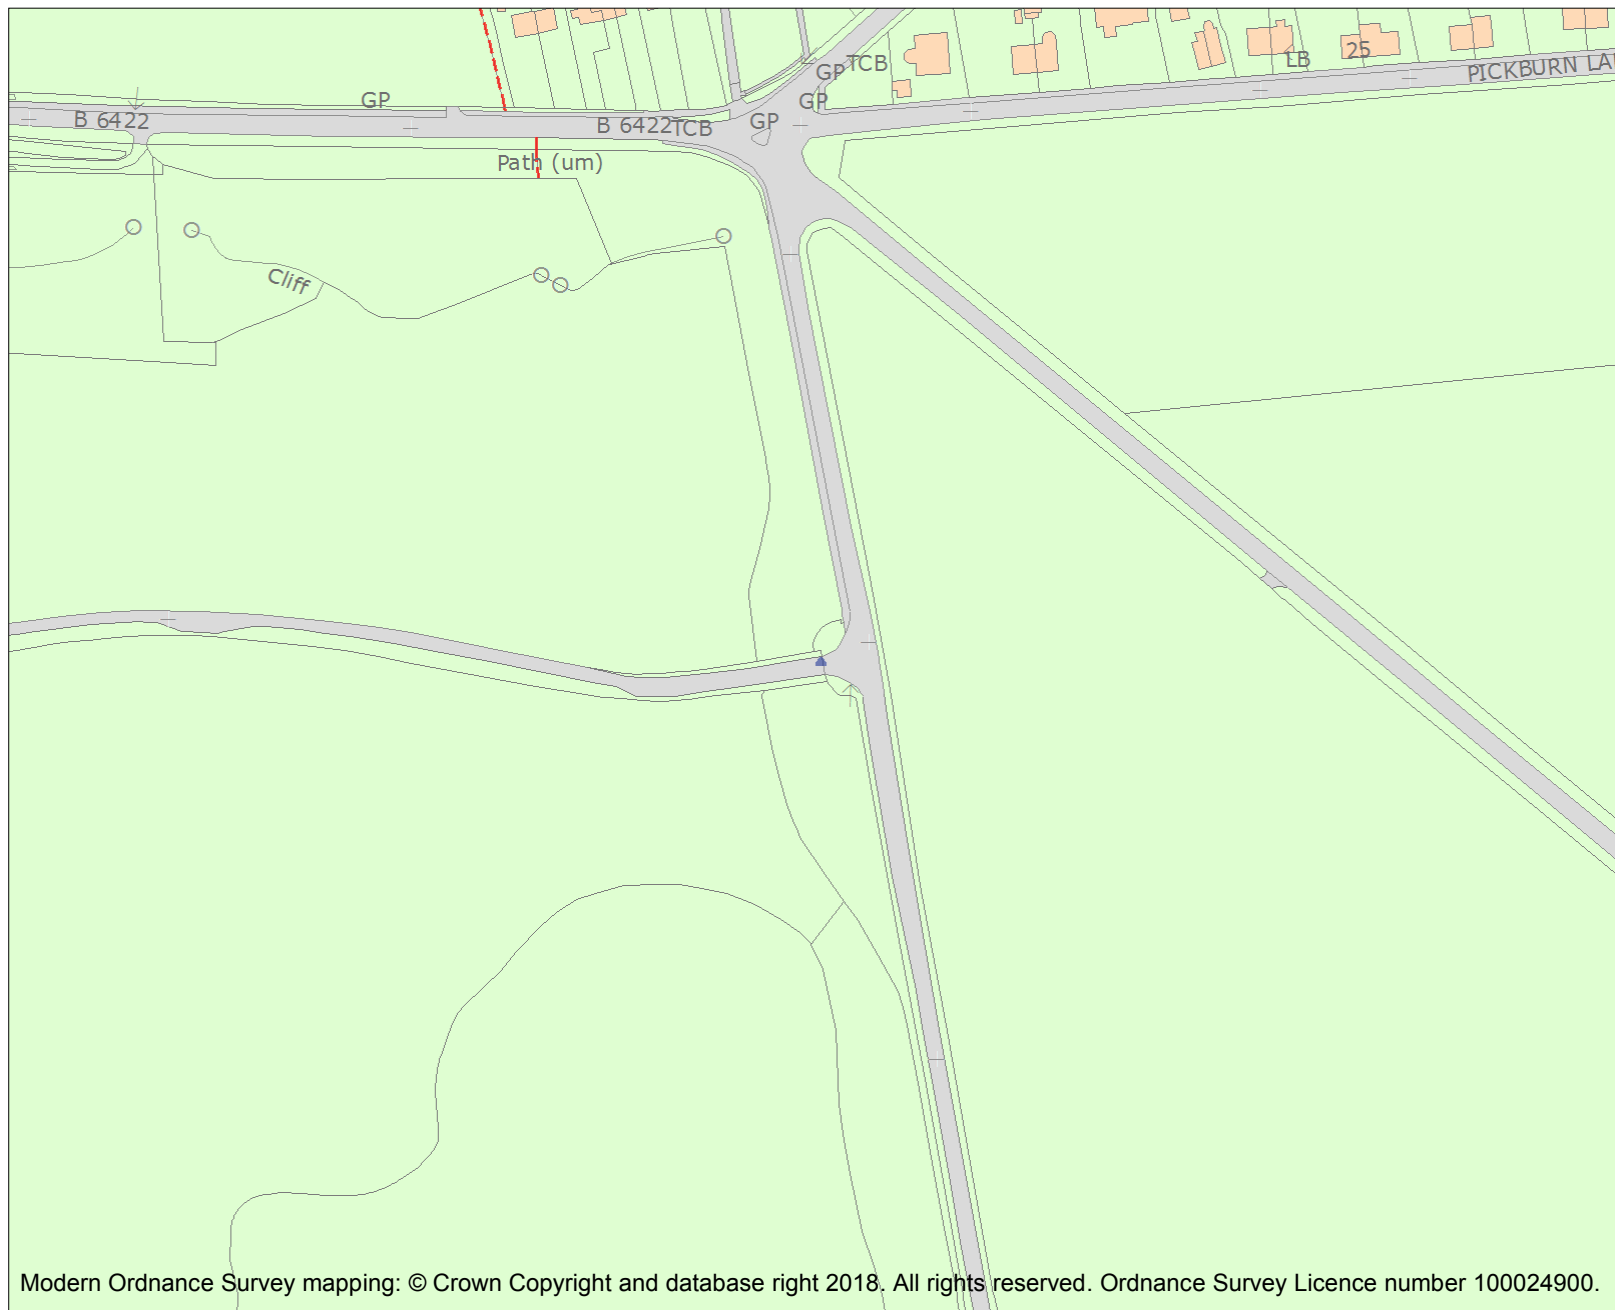 TCB
GP
LB
25
PICKBURN LA
GP
GP
B 6422
B 6422
TCB
GP
Path (um)
Cliff
Modern Ordnance Survey mapping: © Crown Copyright and database right 2018. All rights reserved. Ordnance Survey Licence number 100024900.